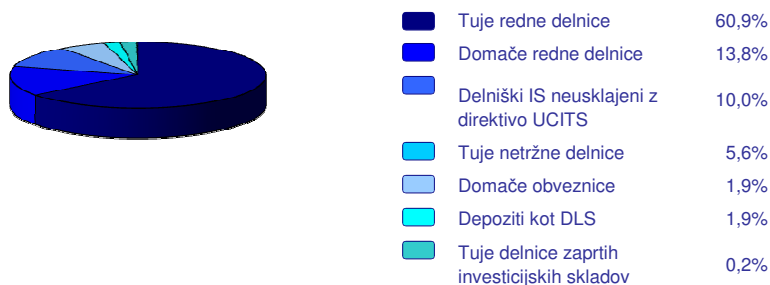 Tuje redne delnice 60,9%
Domače redne delnice 13,8%
Delniški IS neusklajeni z
direktivo UCITS 10,0%
Tuje netržne delnice 5,6%
Domače obveznice 1,9%
Depoziti kot DLS 1,9%
Tuje delnice zaprtih
investicijskih skladov 0,2%